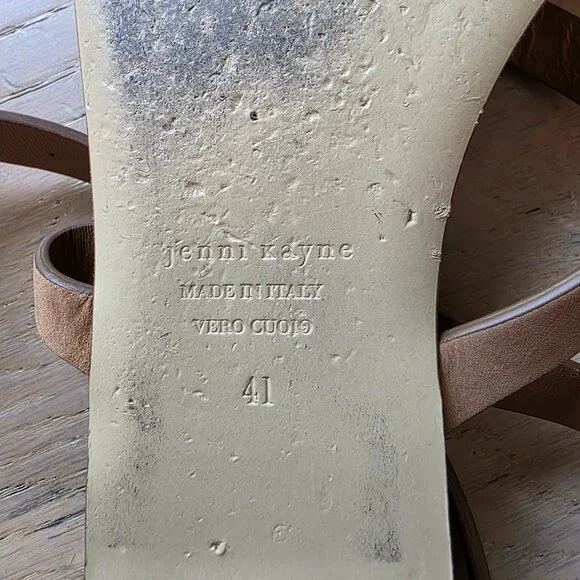 jenni kayne
MADE IN ITALY
VERO CUOIO
41